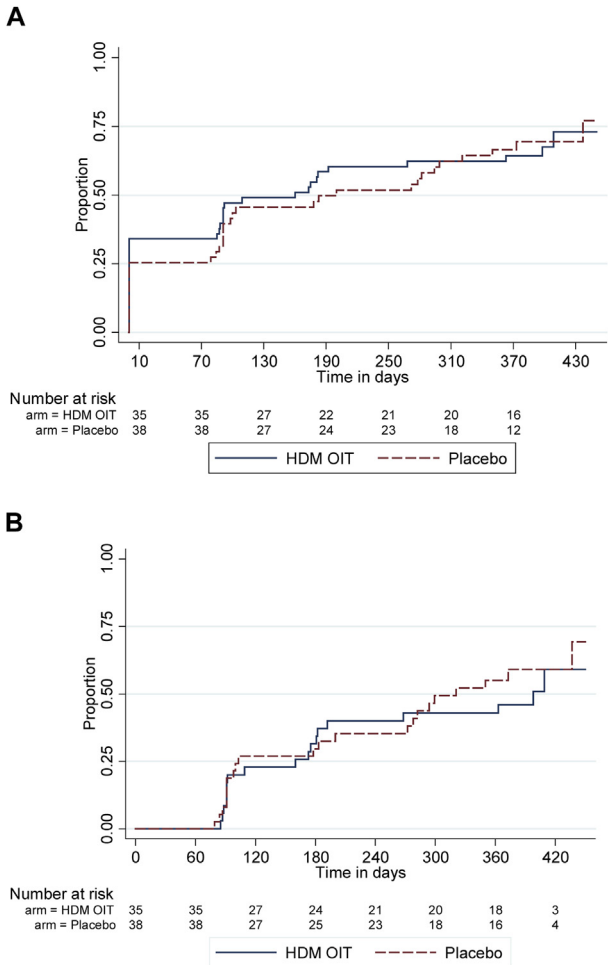 A
1.00
0.75
0.50
0.25
0.00
Proportion
10 70 130 190 250 310 370 430
Time in days
Number at risk
arm = HDM OIT 35 35 27 22 21 20 16
arm = Placebo 38 38 27 24 23 18 12
HDM OIT Placebo
B
1.00
0.75
0.50
0.25
0.00
Proportion
0 60 120 180 240 300 360 420
Time in days
Number at risk
arm = HDM OIT 35 35 27 24 21 20 18 3
arm = Placebo 38 38 27 25 23 18 16 4
HDM OIT Placebo